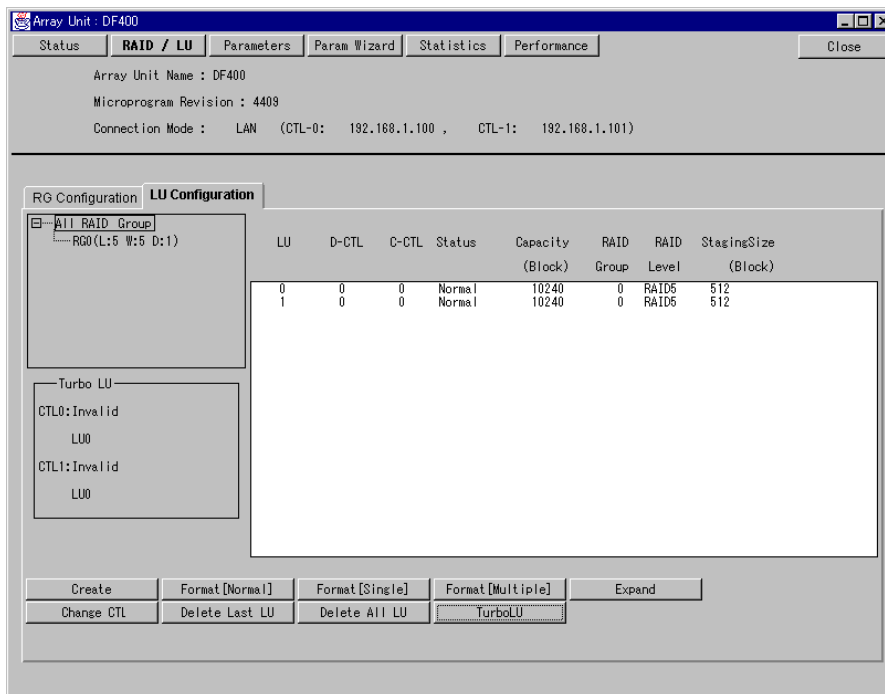 Array Unit : DF400
Status RAID / LU Parameters Param Wizard Statistics Performance Close
Array Unit Name : DF400
Microprogram Revision : 4409
Connection Mode : LAN (CTL-0: 192.168.1.100 , CTL-1: 192.168.1.101)
RG Configuration LU Configuration
All RAID Group
RG0(L:5 W:5 D:1)
LU D-CTL C-CTL Status Capacity RAID RAID StagingSize
(Block) Group Level (Block)
0 0 0 Normal 10240 0 RAID5 512
1 0 0 Normal 10240 0 RAID5 512
Turbo LU
CTL0:Invalid
LU0
CTL1:Invalid
LU0
Create Format[Normal] Format[Single] Format[Multiple] Expand
Change CTL Delete Last LU Delete All LU TurboLU